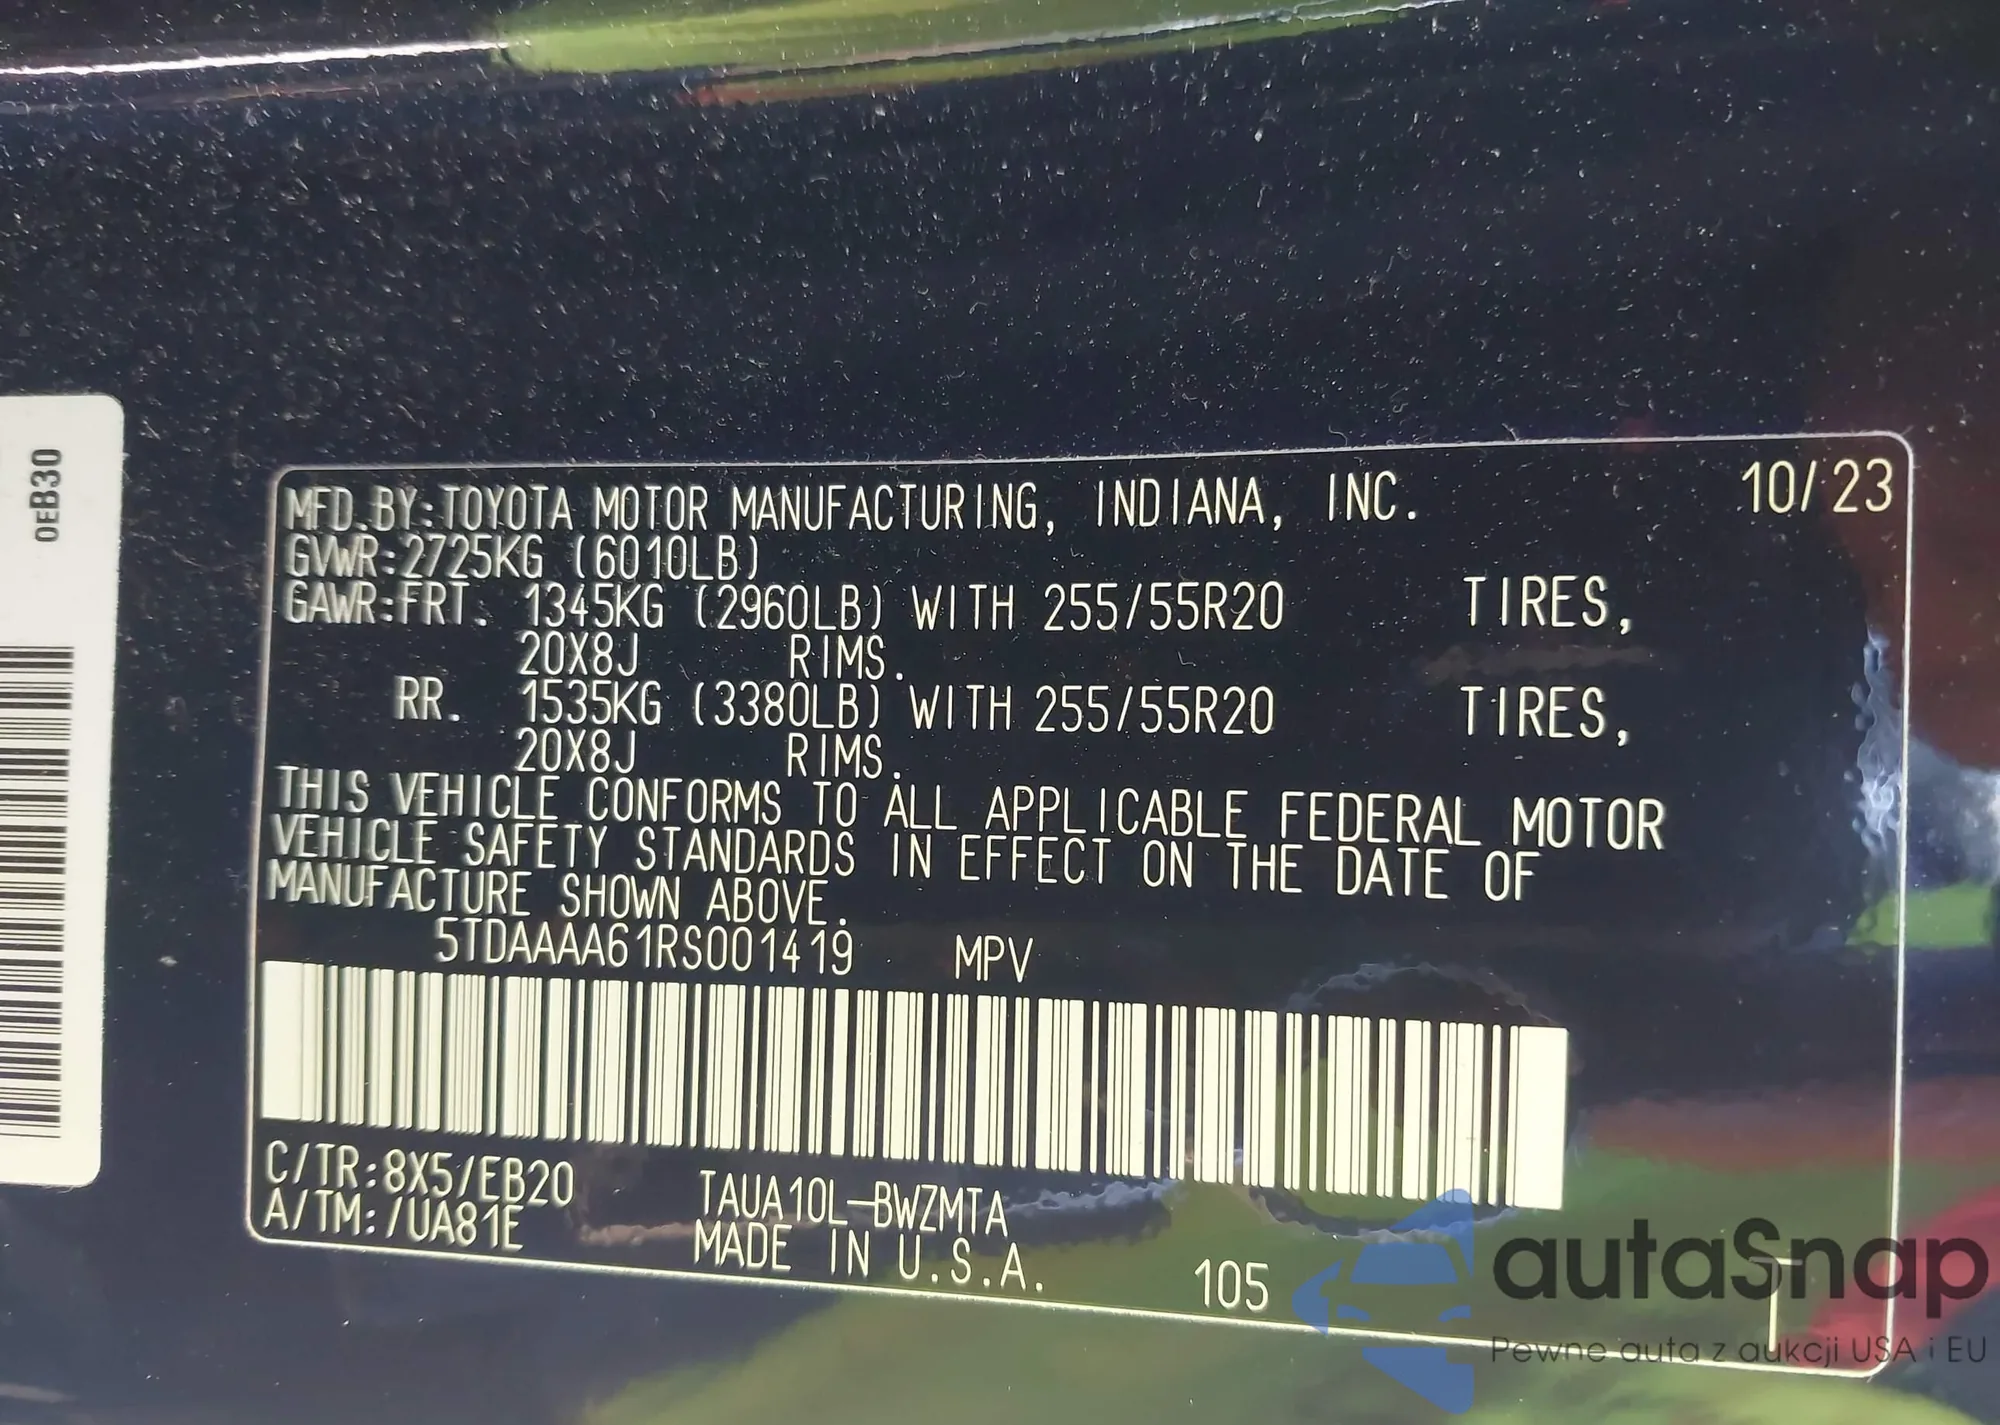 0EB30
MFD.BY:TOYOTA MOTOR MANUFACTURING, INDIANA, INC. 10/23
GVWR:2725KG (6010LB)
GAWR:FRT. 1345KG (2960LB) WITH 255/55R20 TIRES,
20X8J RIMS.
RR. 1535KG (3380LB) WITH 255/55R20 TIRES,
20X8J RIMS.
THIS VEHICLE CONFORMS TO ALL APPLICABLE FEDERAL MOTOR
VEHICLE SAFETY STANDARDS IN EFFECT ON THE DATE OF
MANUFACTURE SHOWN ABOVE.
5TDAAAA61RS001419 MPV
C/TR:8X5/EB20 TAUA10L-BWZMTA
A/TM:/UA81E MADE IN U.S.A. 105
autaSnap
Pewne auta z aukcji USA i EU